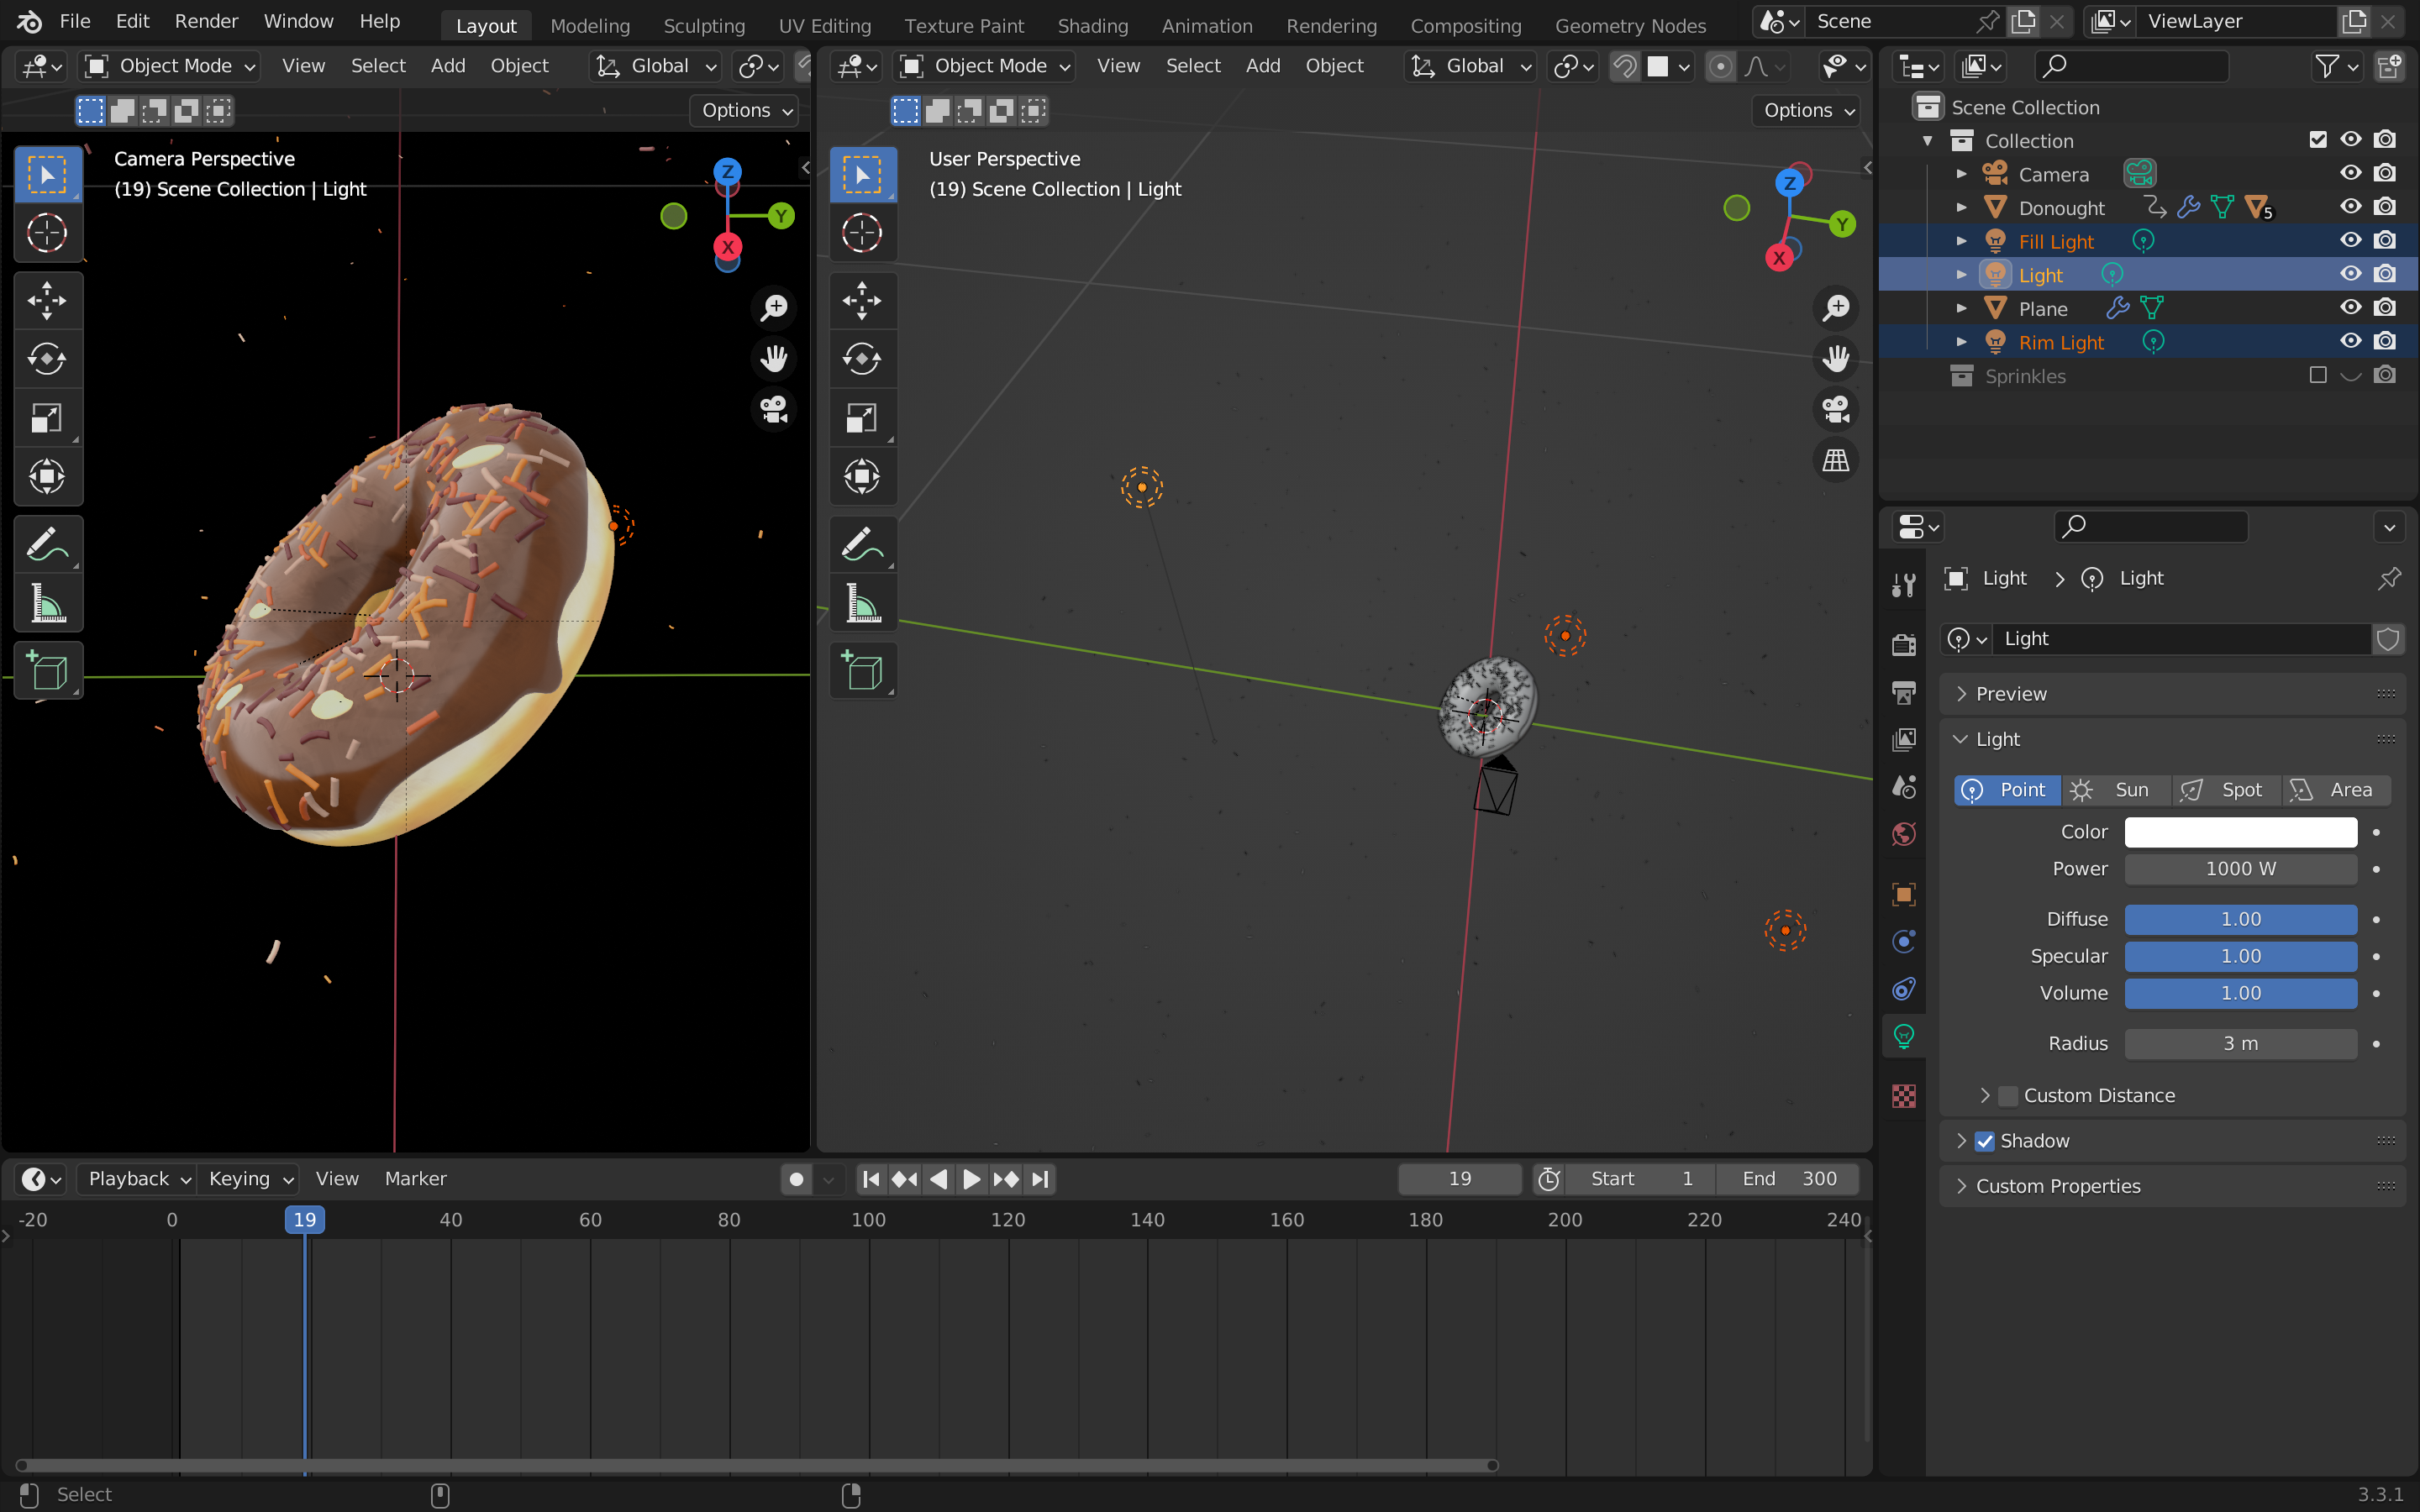 File Edit Render Window Help Layout Modeling Sculpting UV Editing Texture Paint Shading Animation Rendering Compositing Geometry Nodes Scene ViewLayer
Object Mode View Select Add Object Global
Options
Camera Perspective
(19) Scene Collection | Light
Z
Y
X
Object Mode View Select Add Object Global
Options
User Perspective
(19) Scene Collection | Light
Z
Y
X
Scene Collection
Collection
Camera
Donought 5
Fill Light
Light
Plane
Rim Light
Sprinkles
Light > Light
Light
Preview
Light
Point Sun Spot Area
Color
Power 1000 W
Diffuse 1.00
Specular 1.00
Volume 1.00
Radius 3 m
Custom Distance
Shadow
Custom Properties
Playback Keying View Marker 19 Start 1 End 300
-20 0 19 40 60 80 100 120 140 160 180 200 220 240
Select 3.3.1